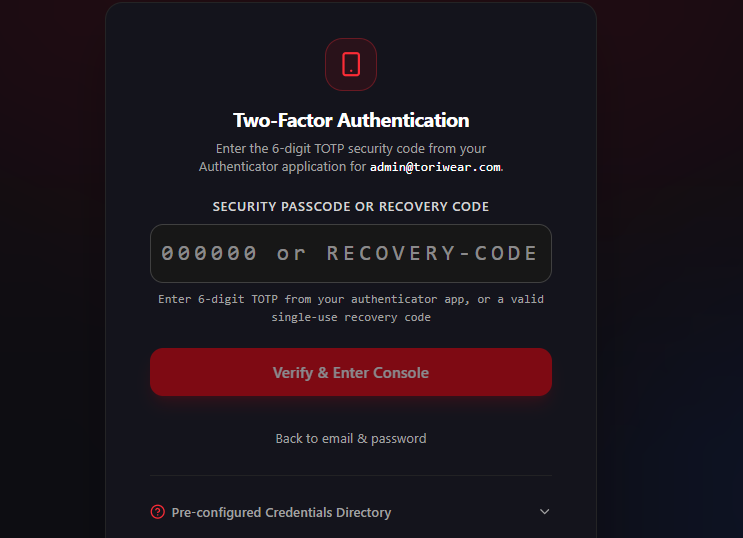 Two-Factor Authentication
Enter the 6-digit TOTP security code from your
Authenticator application for admin@toriwear.com.
SECURITY PASSCODE OR RECOVERY CODE
000000 or RECOVERY-CODE
Enter 6-digit TOTP from your authenticator app, or a valid
single-use recovery code
Verify & Enter Console
Back to email & password
Pre-configured Credentials Directory